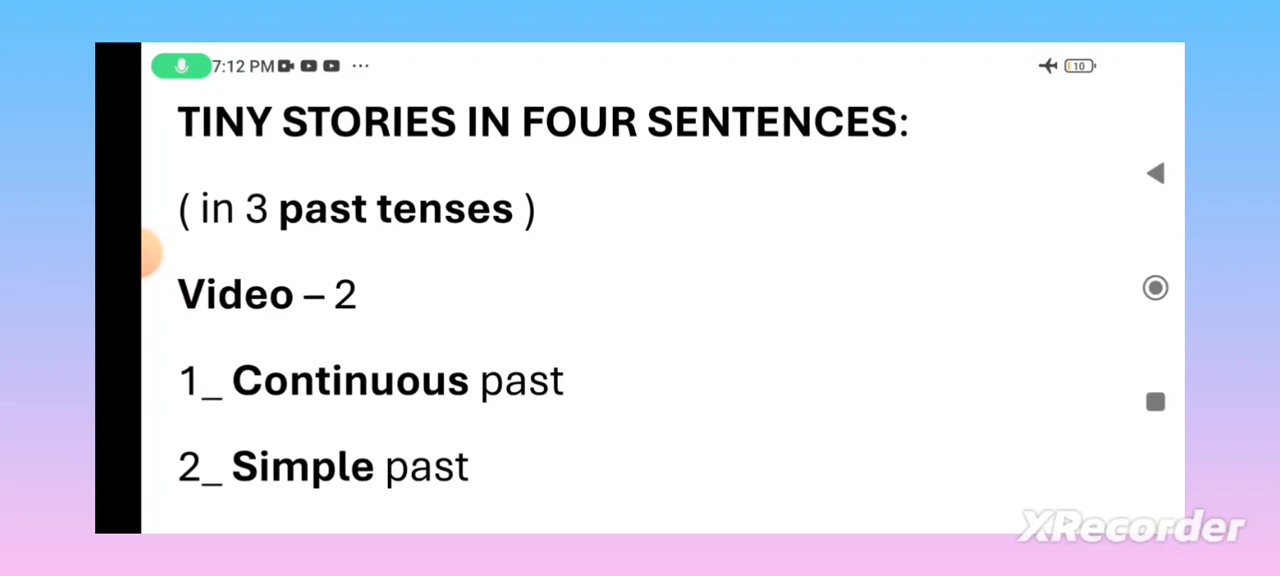 7:12 PM ...
10
TINY STORIES IN FOUR SENTENCES:
( in 3 past tenses )
Video – 2
1_ Continuous past
2_ Simple past
XRecorder